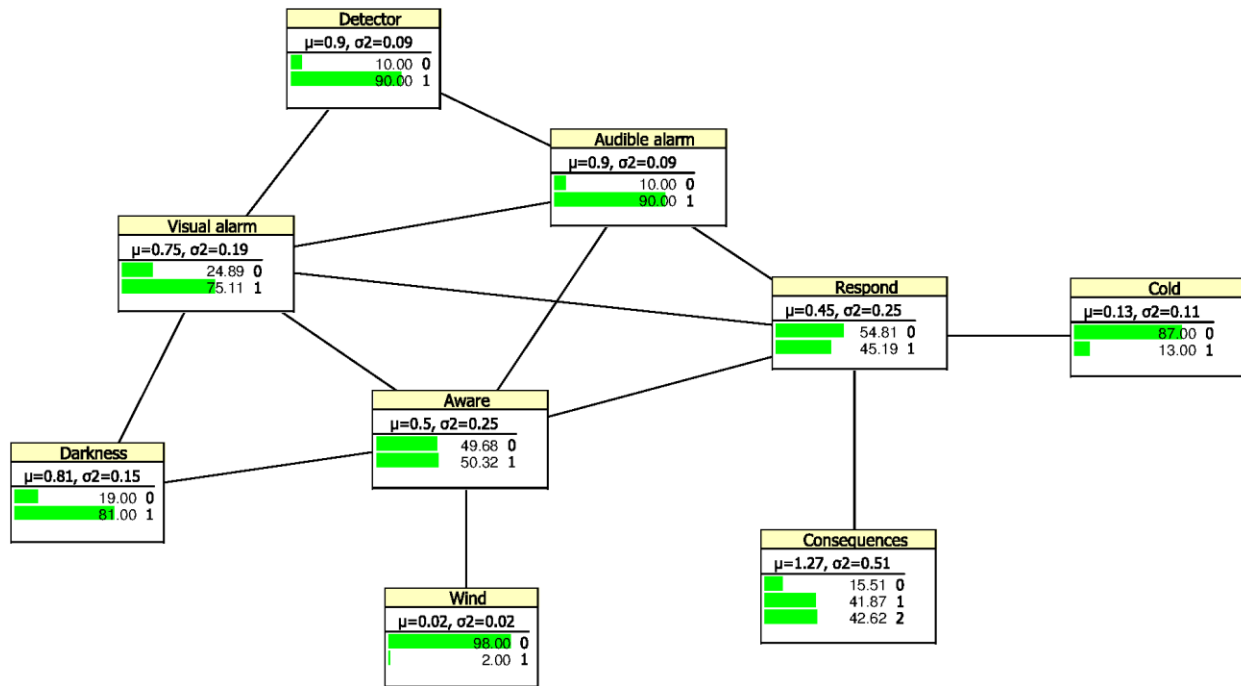 Detector
μ=0.9, σ2=0.09
10.00 0
90.00 1
Audible alarm
μ=0.9, σ2=0.09
10.00 0
90.00 1
Visual alarm
μ=0.75, σ2=0.19
24.89 0
75.11 1
Respond
μ=0.45, σ2=0.25
54.81 0
45.19 1
Cold
μ=0.13, σ2=0.11
87.00 0
13.00 1
Aware
μ=0.5, σ2=0.25
49.68 0
50.32 1
Darkness
μ=0.81, σ2=0.15
19.00 0
81.00 1
Consequences
μ=1.27, σ2=0.51
15.51 0
41.87 1
42.62 2
Wind
μ=0.02, σ2=0.02
98.00 0
2.00 1